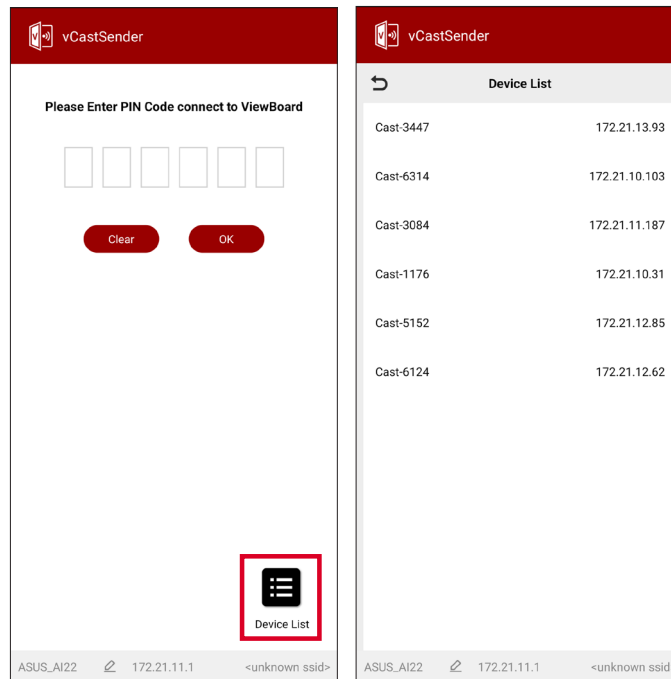 vCastSender
Please Enter PIN Code connect to ViewBoard
Clear
OK
Device List
ASUS_AI22 172.21.11.1 <unknown ssid>
vCastSender
Device List
Cast-3447 172.21.13.93
Cast-6314 172.21.10.103
Cast-3084 172.21.11.187
Cast-1176 172.21.10.31
Cast-5152 172.21.12.85
Cast-6124 172.21.12.62
ASUS_AI22 172.21.11.1 <unknown ssid